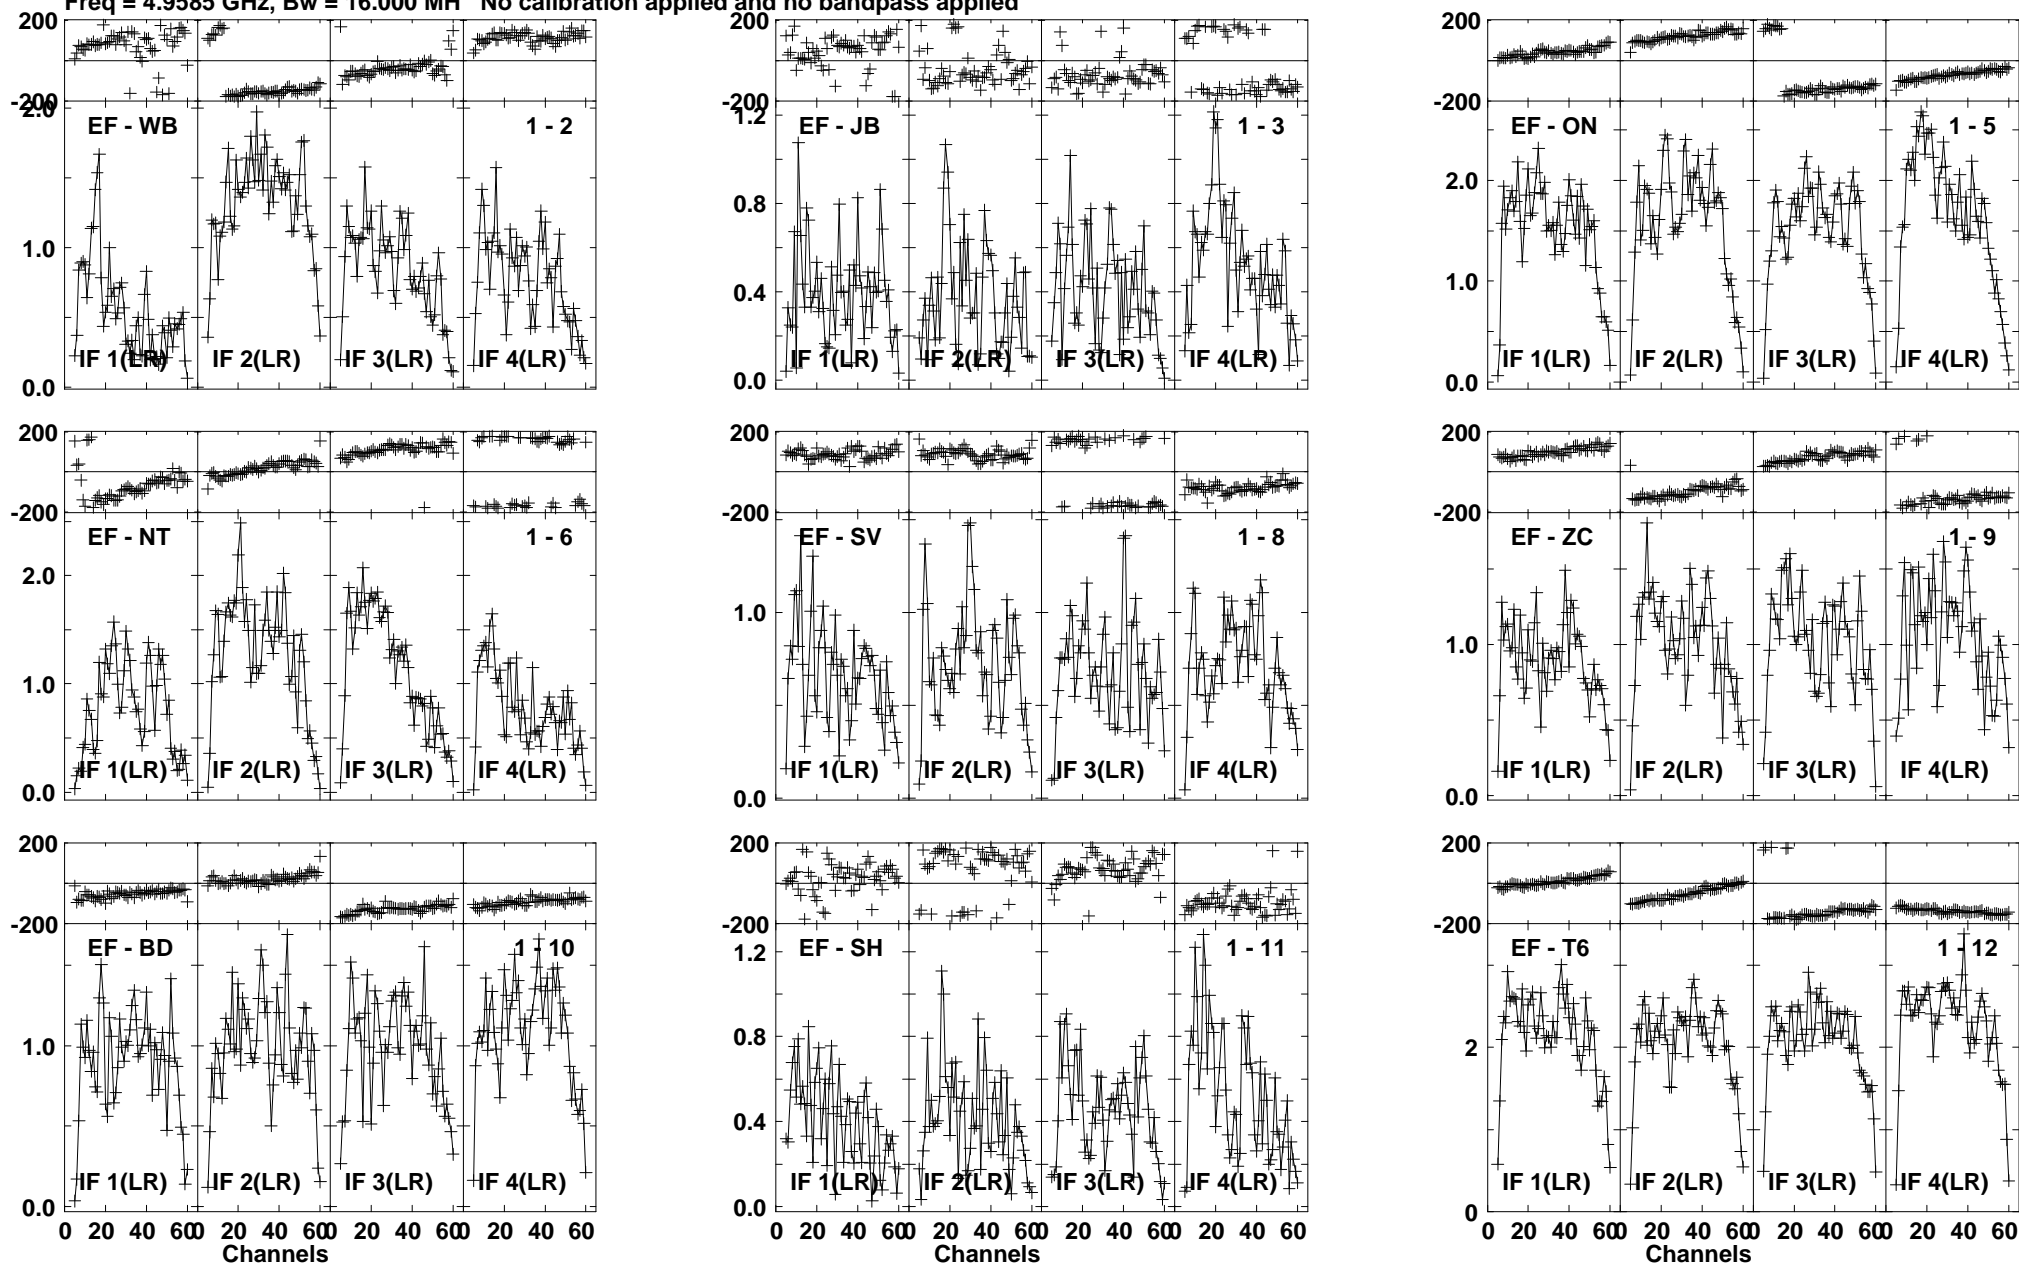 Freq = 4.9585 GHz, Bw = 16.000 MH No calibration applied and no bandpass applied
200 200 200
-200 -200 -200
2.0 EF - WB 1 - 2 1.2 EF - JB 1 - 3 EF - ON 1 - 5
0.8 2.0
1.0
0.4 1.0
IF 1(LR) IF 2(LR) IF 3(LR) IF 4(LR) IF 1(LR) IF 2(LR) IF 3(LR) IF 4(LR) IF 1(LR) IF 2(LR) IF 3(LR) IF 4(LR)
0.0 0.0 0.0
200 200 200
-200 -200 -200
EF - NT 1 - 6 EF - SV 1 - 8 EF - ZC 1 - 9
2.0 1.0 1.0
1.0
IF 1(LR) IF 2(LR) IF 3(LR) IF 4(LR) IF 1(LR) IF 2(LR) IF 3(LR) IF 4(LR) IF 1(LR) IF 2(LR) IF 3(LR) IF 4(LR)
0.0 0.0 0.0
200 200 200
-200 -200 -200
EF - BD 1 - 10 1.2 EF - SH 1 - 11 EF - T6 1 - 12
1.0 0.8 2
0.4
IF 1(LR) IF 2(LR) IF 3(LR) IF 4(LR) IF 1(LR) IF 2(LR) IF 3(LR) IF 4(LR) IF 1(LR) IF 2(LR) IF 3(LR) IF 4(LR)
0.0 0.0 0
0 20 40 60 0 20 40 60 0 20 40 60 0 20 40 60 0 20 40 60 0 20 40 60 0 20 40 60 0 20 40 60 0 20 40 60 0 20 40 60 0 20 40 60 0 20 40 60
Channels Channels Channels